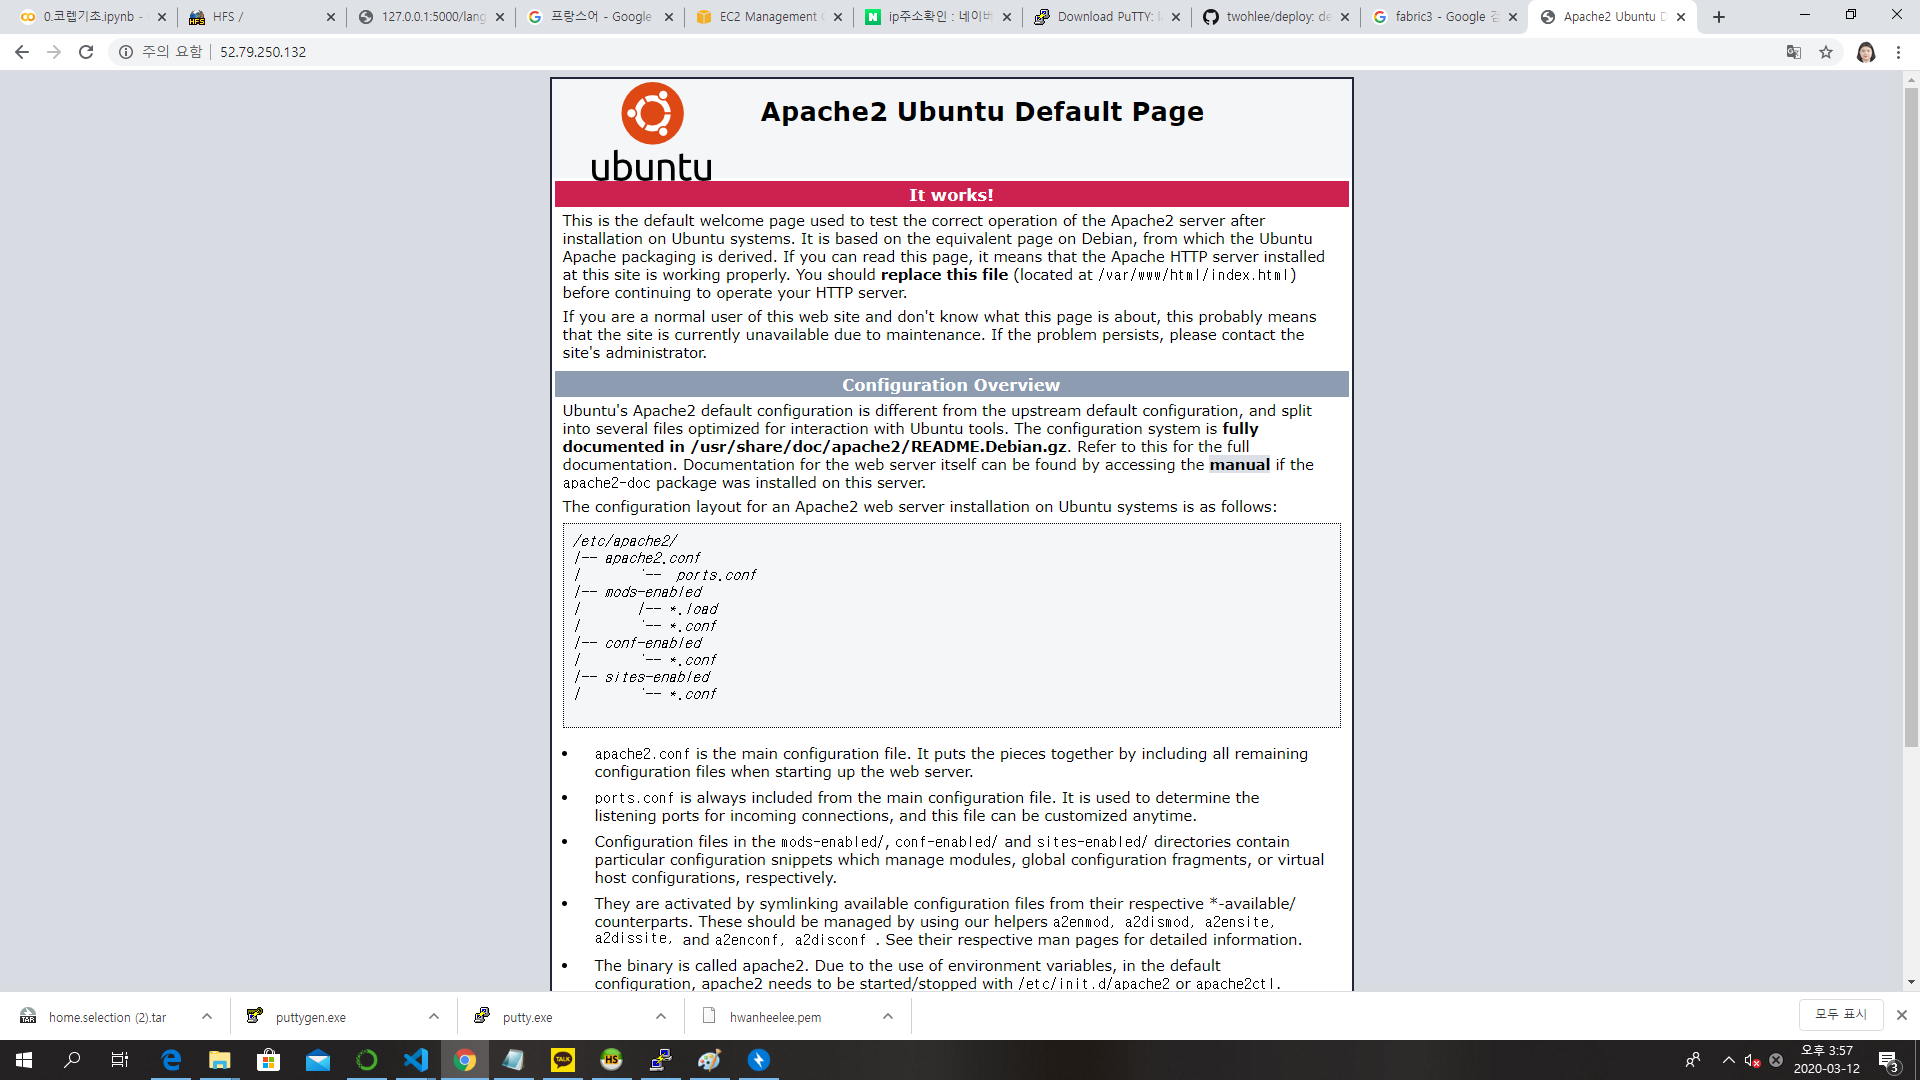 0.코랩기초.ipynb -
HFS /
127.0.0.1:5000/lang
프랑스어 - Google
EC2 Management C
ip주소확인 : 네이버
Download PuTTY: l
twohlee/deploy: de
fabric3 - Google 검
Apache2 Ubuntu D
주의 요함
52.79.250.132
ubuntu
Apache2 Ubuntu Default Page
It works!
This is the default welcome page used to test the correct operation of the Apache2 server after
installation on Ubuntu systems. It is based on the equivalent page on Debian, from which the Ubuntu
Apache packaging is derived. If you can read this page, it means that the Apache HTTP server installed
at this site is working properly. You should replace this file (located at /var/www/html/index.html)
before continuing to operate your HTTP server.
If you are a normal user of this web site and don't know what this page is about, this probably means
that the site is currently unavailable due to maintenance. If the problem persists, please contact the
site's administrator.
Configuration Overview
Ubuntu's Apache2 default configuration is different from the upstream default configuration, and split
into several files optimized for interaction with Ubuntu tools. The configuration system is fully
documented in /usr/share/doc/apache2/README.Debian.gz. Refer to this for the full
documentation. Documentation for the web server itself can be found by accessing the manual if the
apache2-doc package was installed on this server.
The configuration layout for an Apache2 web server installation on Ubuntu systems is as follows:
/etc/apache2/
|-- apache2.conf
|       `--  ports.conf
|-- mods-enabled
|       |-- *.load
|       `-- *.conf
|-- conf-enabled
|       `-- *.conf
|-- sites-enabled
|       `-- *.conf
• apache2.conf is the main configuration file. It puts the pieces together by including all remaining
configuration files when starting up the web server.
• ports.conf is always included from the main configuration file. It is used to determine the
listening ports for incoming connections, and this file can be customized anytime.
• Configuration files in the mods-enabled/, conf-enabled/ and sites-enabled/ directories contain
particular configuration snippets which manage modules, global configuration fragments, or virtual
host configurations, respectively.
• They are activated by symlinking available configuration files from their respective *-available/
counterparts. These should be managed by using our helpers a2enmod, a2dismod, a2ensite,
a2dissite, and a2enconf, a2disconf . See their respective man pages for detailed information.
• The binary is called apache2. Due to the use of environment variables, in the default
configuration, apache2 needs to be started/stopped with /etc/init.d/apache2 or apache2ctl.
TAR
home.selection (2).tar
puttygen.exe
putty.exe
hwanheelee.pem
모두 표시
TALK
HS
오후 3:57
2020-03-12
3